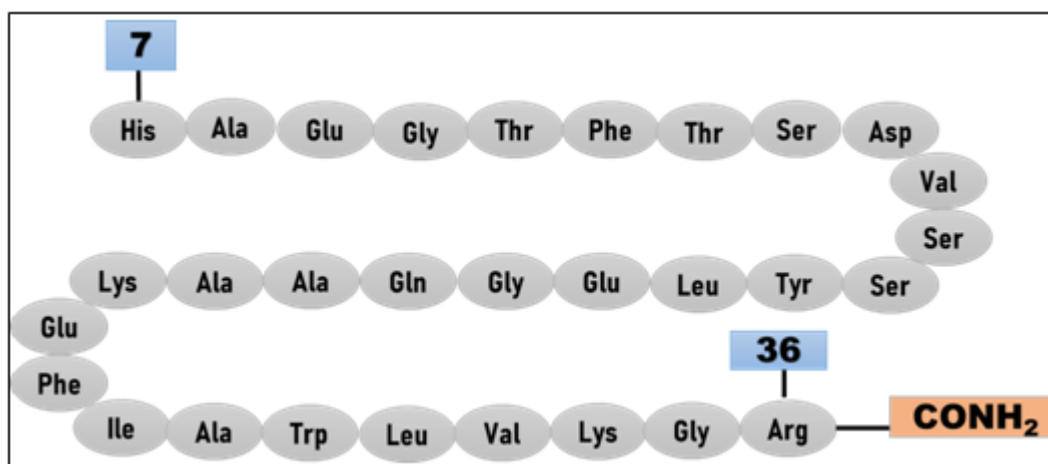 7
His Ala Glu Gly Thr Phe Thr Ser Asp
Val
Ser
Lys Ala Ala Gln Gly Glu Leu Tyr Ser
Glu
36
Phe
Ile Ala Trp Leu Val Lys Gly Arg CONH₂